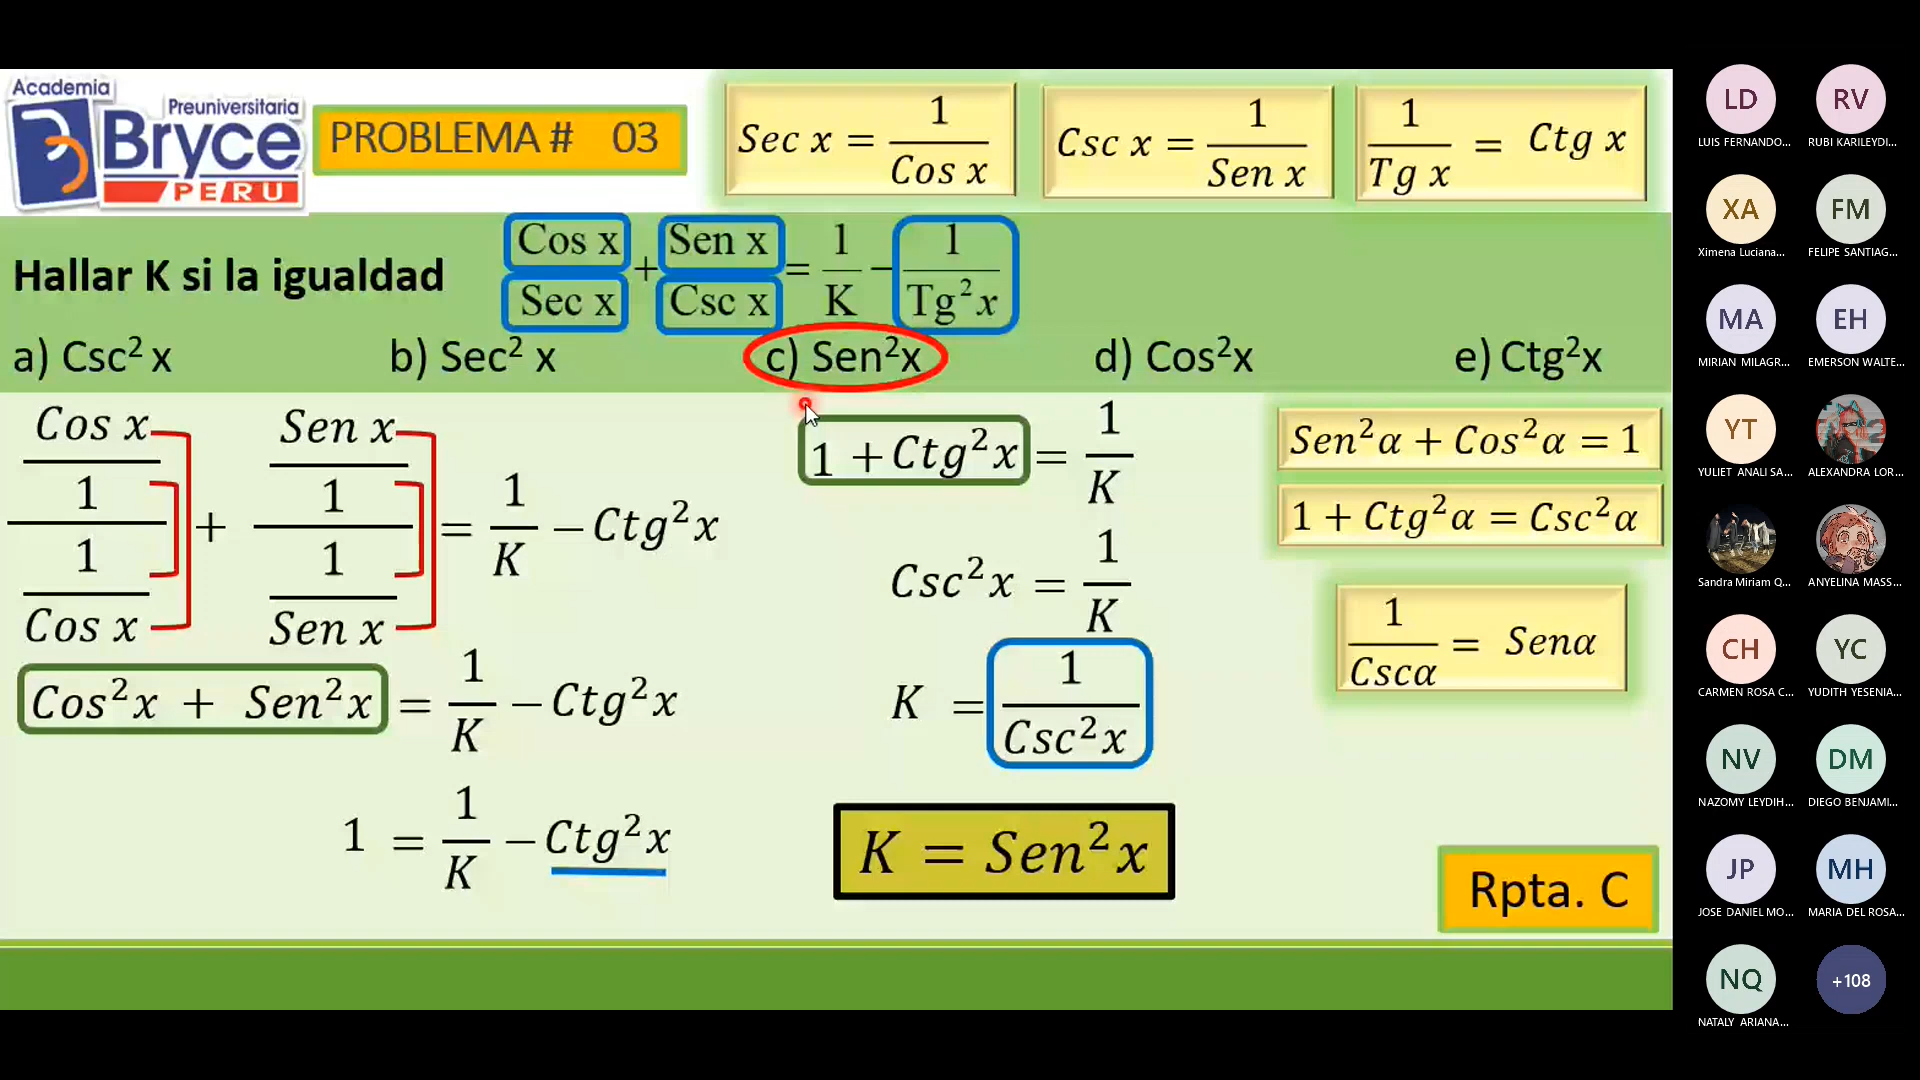 Academia
Preuniversitaria
Bryce
PERU
PROBLEMA # 03
Sec x = 1 / Cos x
Csc x = 1 / Sen x
1 / Tg x = Ctg x
Hallar K si la igualdad Cos x / Sec x + Sen x / Csc x = 1 / K − 1 / Tg² x
a) Csc² x b) Sec² x c) Sen²x d) Cos²x e) Ctg²x
Cos x / 1 / 1 / Cos x + Sen x / 1 / 1 / Sen x = 1 / K − Ctg²x
Cos²x + Sen²x = 1 / K − Ctg²x
1 = 1 / K − Ctg²x
1 + Ctg²x = 1 / K
Csc²x = 1 / K
K = 1 / Csc²x
K = Sen²x
Sen²α + Cos²α = 1
1 + Ctg²α = Csc²α
1 / Cscα = Senα
Rpta. C
LD RV
LUIS FERNANDO... RUBI KARILEYDI...
XA FM
Ximena Luciana... FELIPE SANTIAG...
MA EH
MIRIAN MILAGR... EMERSON WALTE...
YT
YULIET ANALI SA... ALEXANDRA LOR...
Sandra Miriam Q... ANYELINA MASS...
CH YC
CARMEN ROSA C... YUDITH YESENIA...
NV DM
NAZOMY LEYDIH... DIEGO BENJAMI...
JP MH
JOSE DANIEL MO... MARIA DEL ROSA...
NQ +108
NATALY ARIANA...